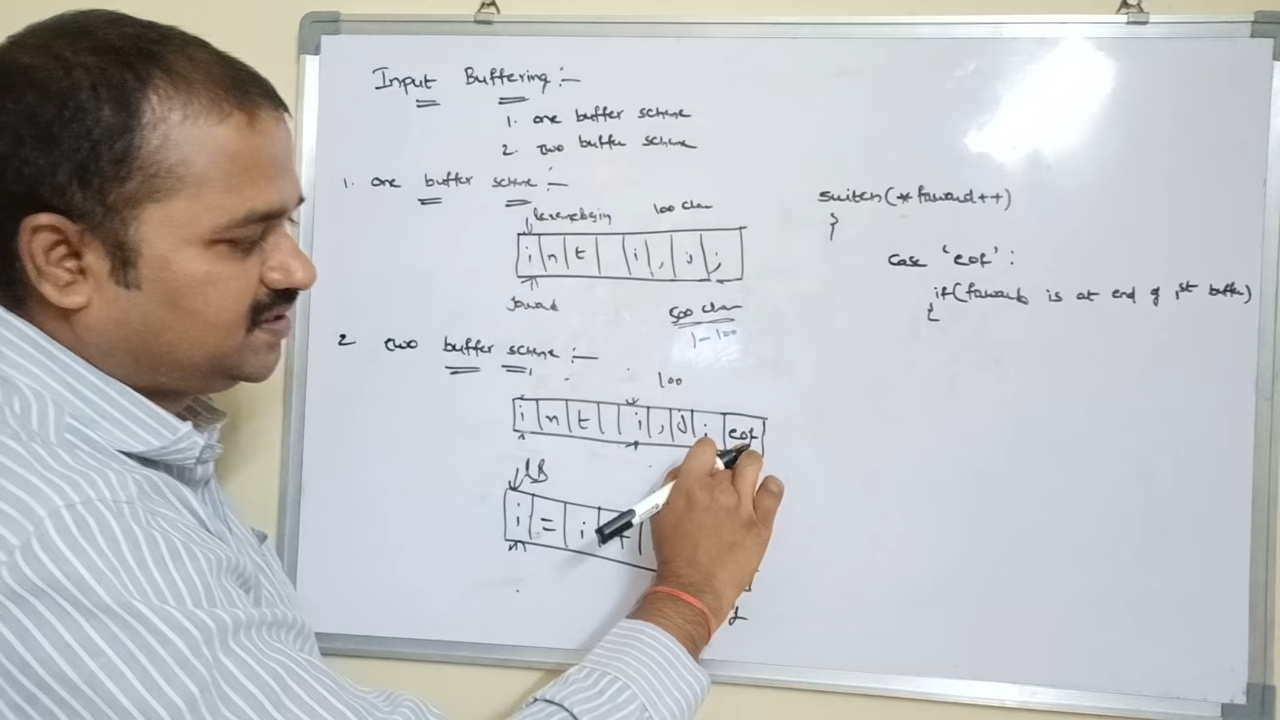 Input Buffering :-
1. one buffer scheme
2. two buffer scheme
1. one buffer scheme :-
lexemebegin 100 char
i n t i , j ;
forward
500 char
1-100
2 two buffer scheme :-
100
i n t i , j ; eof
LB
i = i +
f
switch(*forward++)
{
case 'eof' :
if(forward is at end of 1st buffer)
{